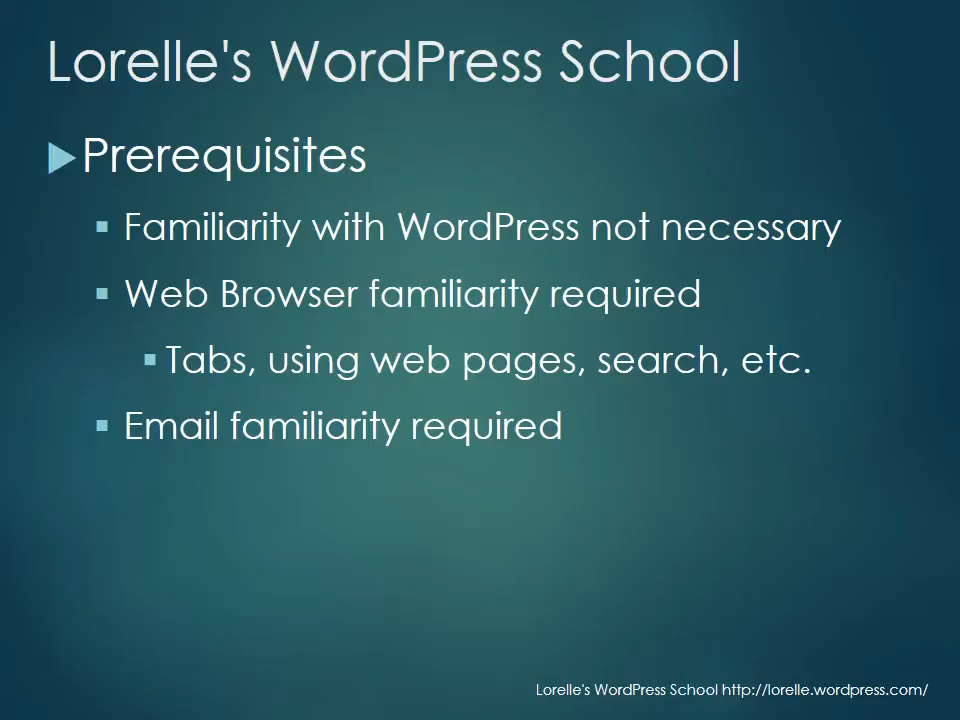 Lorelle's WordPress School
Prerequisites
Familiarity with WordPress not necessary
Web Browser familiarity required
Tabs, using web pages, search, etc.
Email familiarity required
Lorelle's WordPress School http://lorelle.wordpress.com/